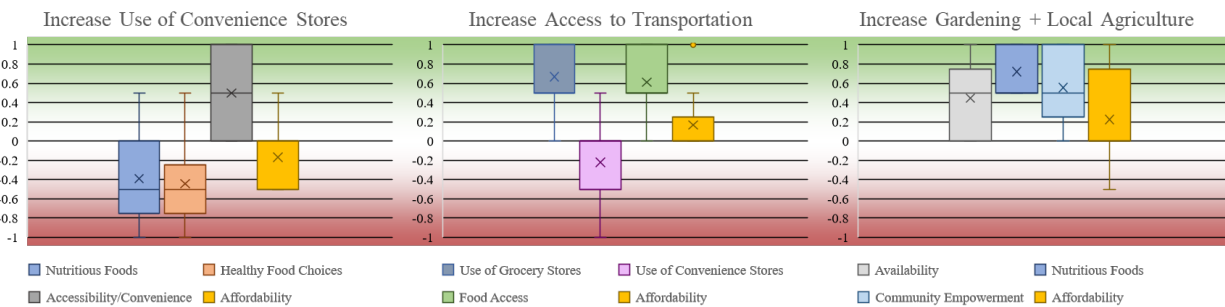 Increase Use of Convenience Stores
1
0.8
0.6
0.4
0.2
0
-0.2
-0.4
-0.6
-0.8
-1
Nutritious Foods
Healthy Food Choices
Accessibility/Convenience
Affordability
Increase Access to Transportation
1
0.8
0.6
0.4
0.2
0
-0.2
-0.4
-0.6
-0.8
-1
Use of Grocery Stores
Use of Convenience Stores
Food Access
Affordability
Increase Gardening + Local Agriculture
1
0.8
0.6
0.4
0.2
0
-0.2
-0.4
-0.6
-0.8
-1
Availability
Nutritious Foods
Community Empowerment
Affordability